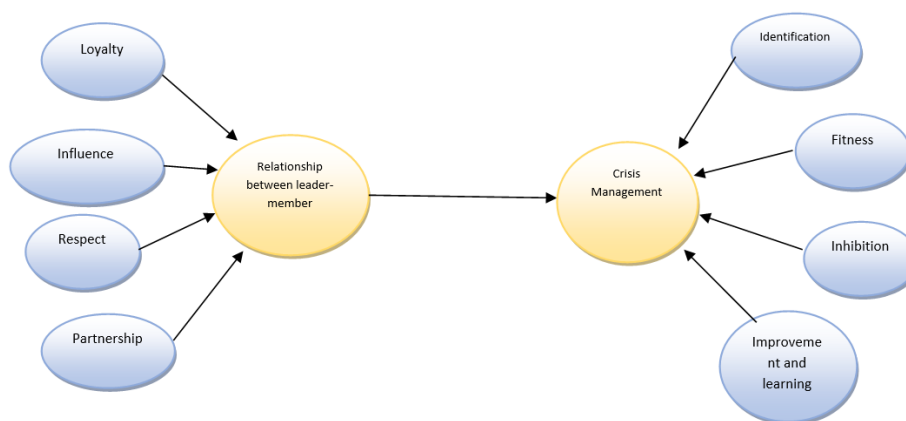 Loyalty
Influence
Respect
Partnership
Relationship
between leader-
member
Crisis
Management
Identification
Fitness
Inhibition
Improveme
nt and
learning